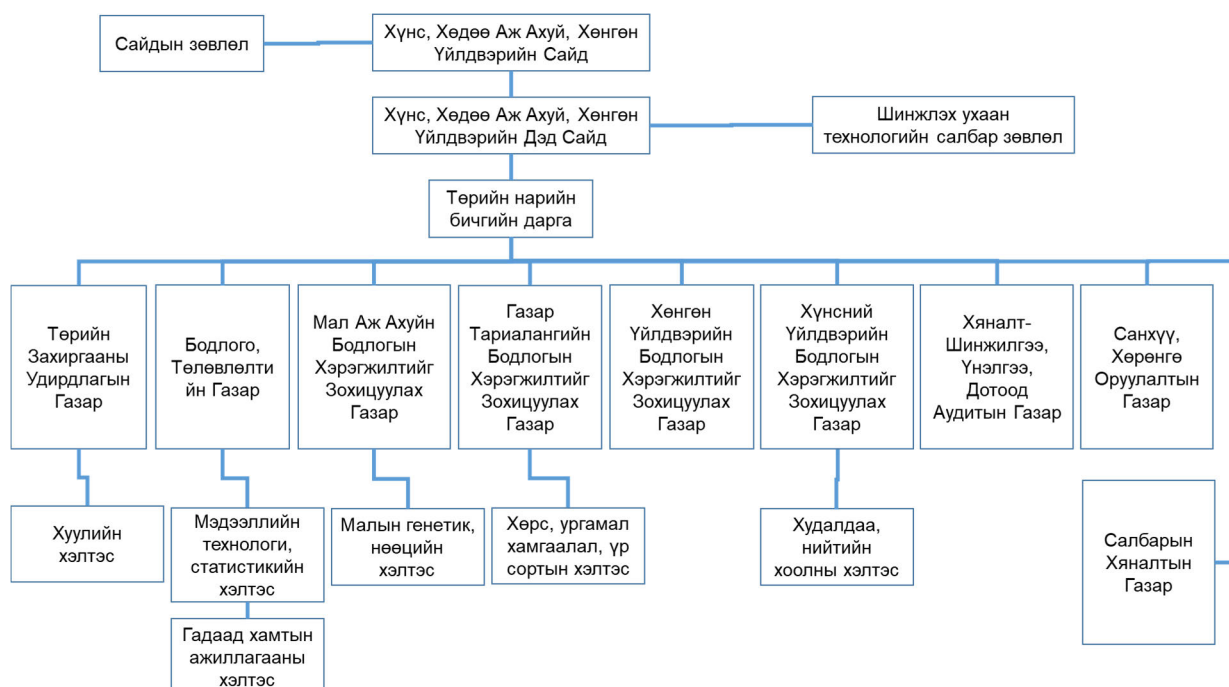 Сайдын зөвлөл
Хүнс, Хөдөө Аж Ахуй, Хөнгөн
Үйлдвэрийн Сайд
Хүнс, Хөдөө Аж Ахуй, Хөнгөн
Үйлдвэрийн Дэд Сайд
Шинжлэх ухаан
технологийн салбар зөвлөл
Төрийн нарийн
бичгийн дарга
Төрийн
Захиргааны
Удирдлагын
Газар
Бодлого,
Төлөвлөлти
йн Газар
Мал Аж Ахуйн
Бодлогын
Хэрэгжилтийг
Зохицуулах
Газар
Газар
Тариалангийн
Бодлогын
Хэрэгжилтийг
Зохицуулах
Газар
Хөнгөн
Үйлдвэрийн
Бодлогын
Хэрэгжилтийг
Зохицуулах
Газар
Хүнсний
Үйлдвэрийн
Бодлогын
Хэрэгжилтийг
Зохицуулах
Газар
Хяналт-
Шинжилгээ,
Үнэлгээ,
Дотоод
Аудитын Газар
Санхүү,
Хөрөнгө
Оруулалтын
Газар
Хуулийн
хэлтэс
Мэдээллийн
технологи,
статистикийн
хэлтэс
Малын генетик,
нөөцийн
хэлтэс
Хөрс, ургамал
хамгаалал, үр
сортын хэлтэс
Худалдаа,
нийтийн
хоолны хэлтэс
Салбарын
Хяналтын
Газар
Гадаад хамтын
ажиллагааны
хэлтэс